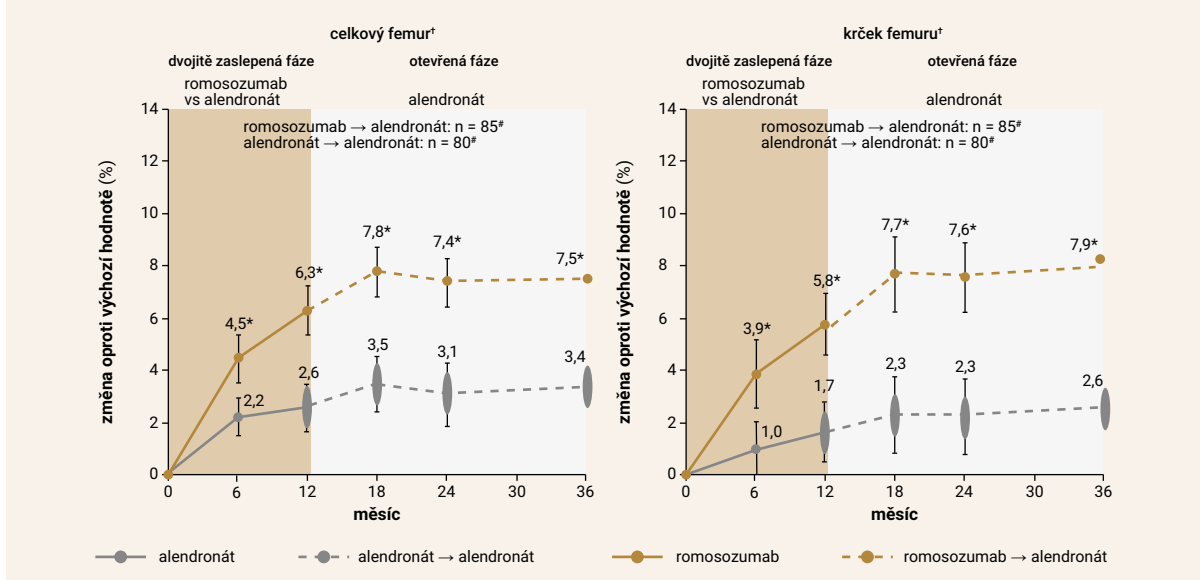 celkový femur†
dvojitě zaslepená fáze
otevřená fáze
romosozumab
vs alendronát
alendronát
romosozumab → alendronát: n = 85#
alendronát → alendronát: n = 80#
změna oproti výchozí hodnotě (%)
14
12
10
8
6
4
2
0
4,5*
6,3*
7,8*
7,4*
7,5*
2,2
2,6
3,5
3,1
3,4
0
6
12
18
24
30
36
měsíc
krček femuru†
dvojitě zaslepená fáze
otevřená fáze
romosozumab
vs alendronát
alendronát
romosozumab → alendronát: n = 85#
alendronát → alendronát: n = 80#
změna oproti výchozí hodnotě (%)
14
12
10
8
6
4
2
0
3,9*
5,8*
7,7*
7,6*
7,9*
1,0
1,7
2,3
2,3
2,6
0
6
12
18
24
30
36
měsíc
alendronát
alendronát → alendronát
romosozumab
romosozumab → alendronát